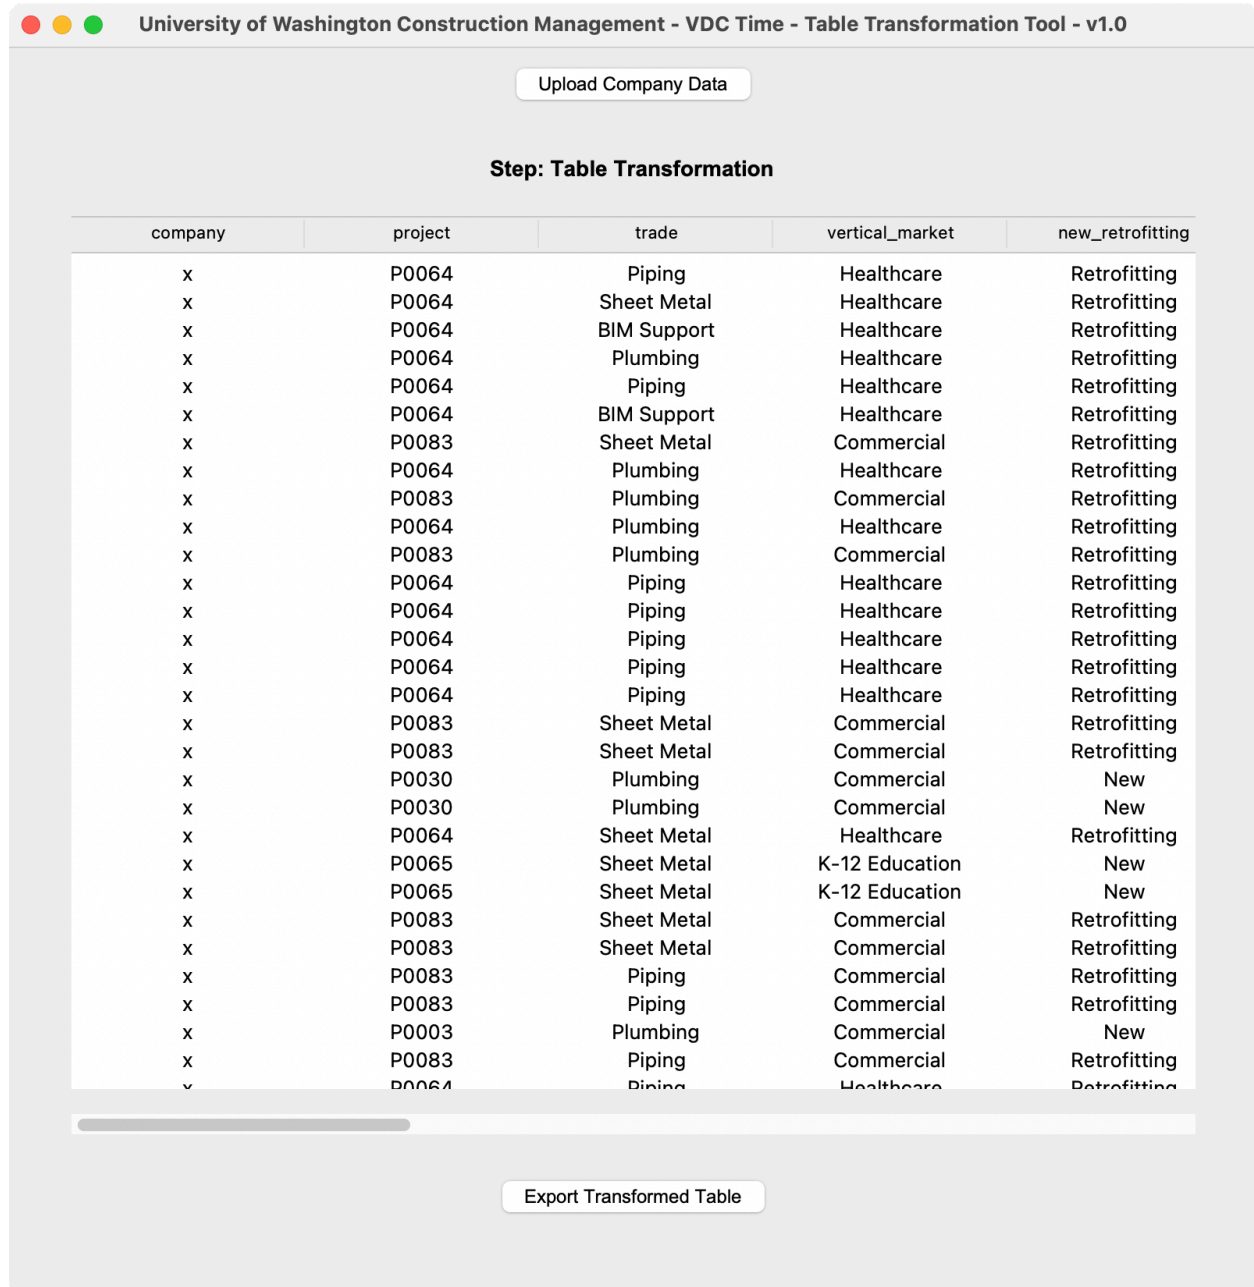 University of Washington Construction Management - VDC Time - Table Transformation Tool - v1.0
Upload Company Data
Step: Table Transformation
company project trade vertical_market new_retrofitting
x P0064 Piping Healthcare Retrofitting
x P0064 Sheet Metal Healthcare Retrofitting
x P0064 BIM Support Healthcare Retrofitting
x P0064 Plumbing Healthcare Retrofitting
x P0064 Piping Healthcare Retrofitting
x P0064 BIM Support Healthcare Retrofitting
x P0083 Sheet Metal Commercial Retrofitting
x P0064 Plumbing Healthcare Retrofitting
x P0083 Plumbing Commercial Retrofitting
x P0064 Plumbing Healthcare Retrofitting
x P0083 Plumbing Commercial Retrofitting
x P0064 Piping Healthcare Retrofitting
x P0064 Piping Healthcare Retrofitting
x P0064 Piping Healthcare Retrofitting
x P0064 Piping Healthcare Retrofitting
x P0064 Piping Healthcare Retrofitting
x P0083 Sheet Metal Commercial Retrofitting
x P0083 Sheet Metal Commercial Retrofitting
x P0030 Plumbing Commercial New
x P0030 Plumbing Commercial New
x P0064 Sheet Metal Healthcare Retrofitting
x P0065 Sheet Metal K-12 Education New
x P0065 Sheet Metal K-12 Education New
x P0083 Sheet Metal Commercial Retrofitting
x P0083 Sheet Metal Commercial Retrofitting
x P0083 Piping Commercial Retrofitting
x P0083 Piping Commercial Retrofitting
x P0003 Plumbing Commercial New
x P0083 Piping Commercial Retrofitting
x P0064 Piping Healthcare Retrofitting
Export Transformed Table